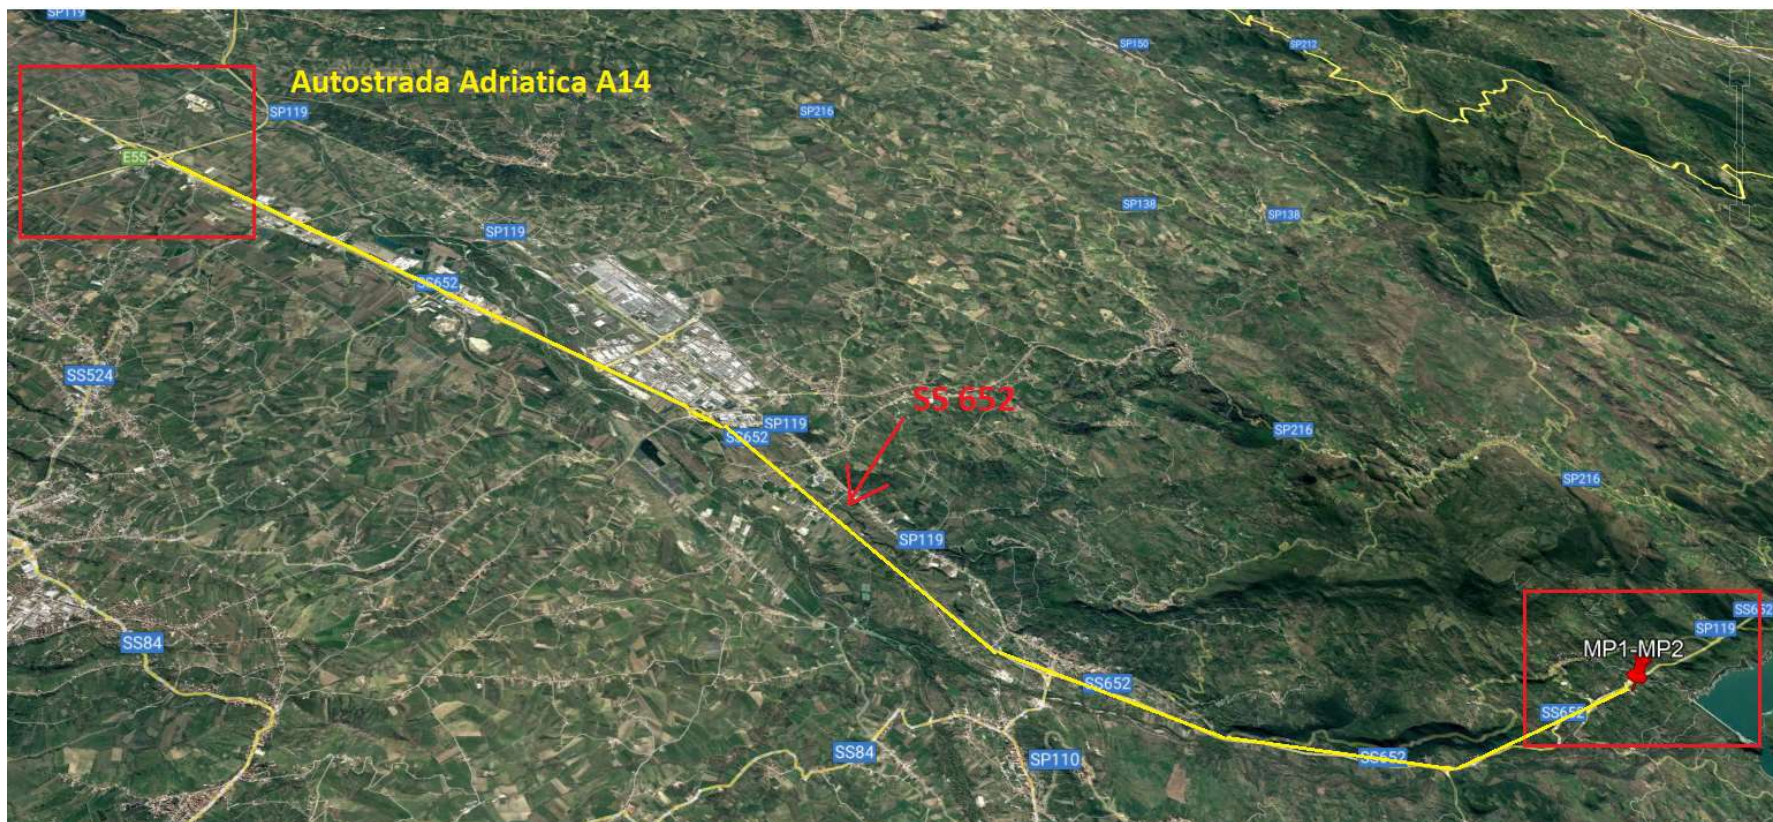 SP119
Autostrada Adriatica A14
SP150
SP212
SP119
SP216
E55
SP138
SP138
SP119
SS652
SS524
SS 652
SP119
SS652
SP216
SP216
SP119
SS652
SP119
MP1-MP2
SS84
SS652
SS652
SS84
SP110
SS652